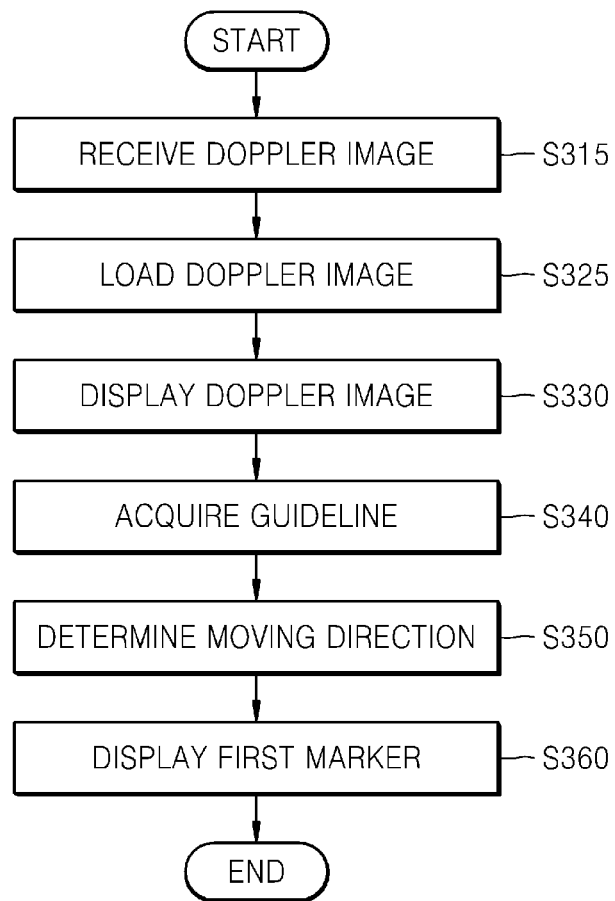 START
RECEIVE DOPPLER IMAGE S315
LOAD DOPPLER IMAGE S325
DISPLAY DOPPLER IMAGE S330
ACQUIRE GUIDELINE S340
DETERMINE MOVING DIRECTION S350
DISPLAY FIRST MARKER S360
END